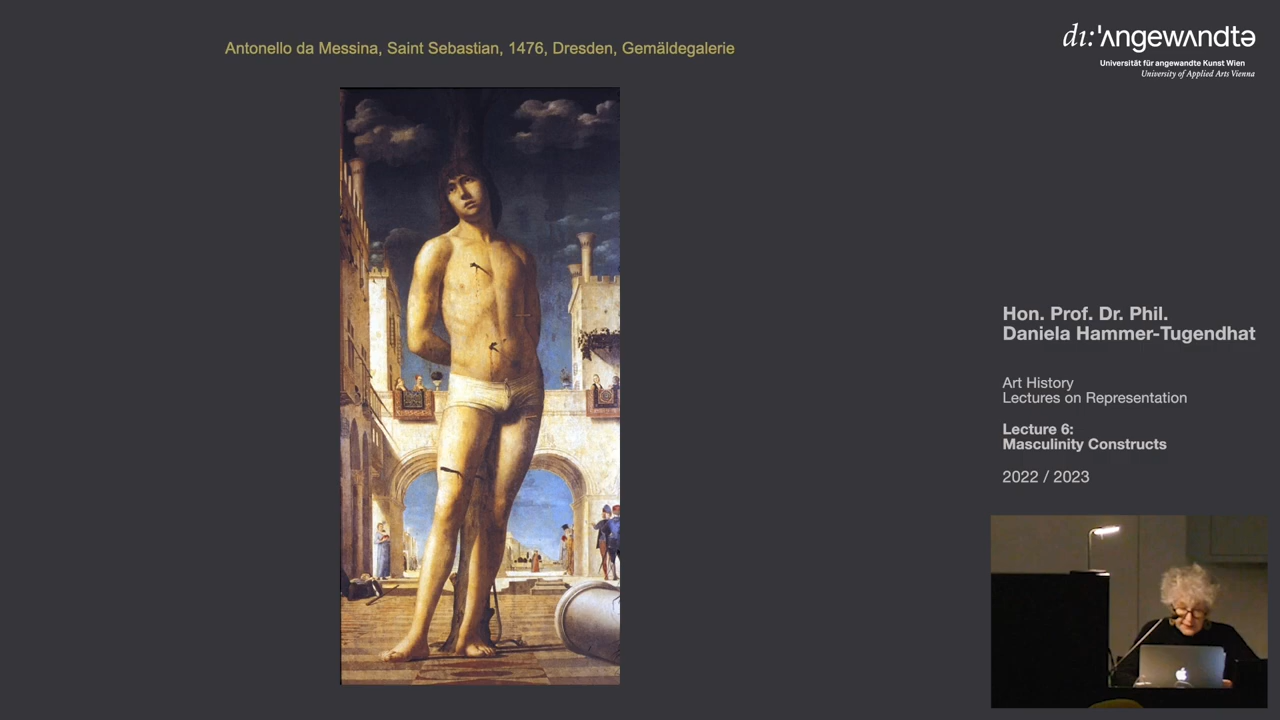 Antonello da Messina, Saint Sebastian, 1476, Dresden, Gemäldegalerie
dı:'ʌngewʌndtə
Universität für angewandte Kunst Wien
University of Applied Arts Vienna
Hon. Prof. Dr. Phil.
Daniela Hammer-Tugendhat
Art History
Lectures on Representation
Lecture 6:
Masculinity Constructs
2022 / 2023